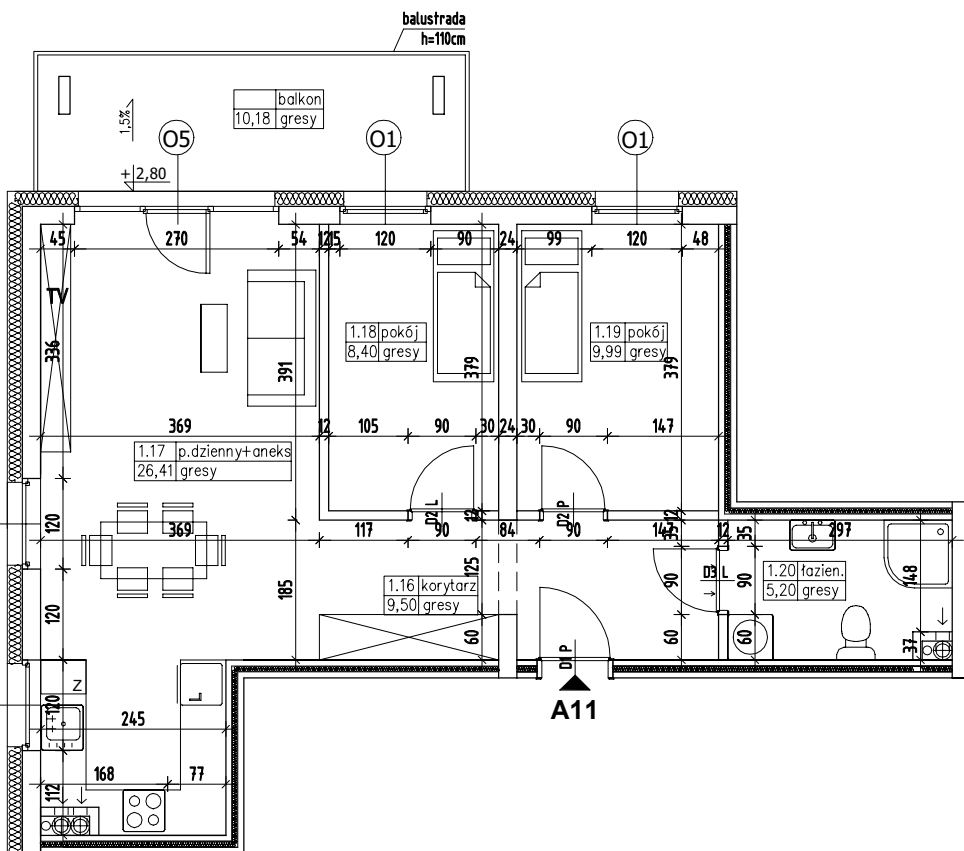 balustrada
h=110cm
balkon
10,18 gresy
1,5%
+2,80
O5
O1
O1
45 270 54 12 15 120 90 24 99 120 48
TV
336
391
1.18 pokój
8,40 gresy
379
1.19 pokój
9,99 gresy
379
369 12 105 90 30 24 30 90 147
1.17 p.dzienny+aneks
26,41 gresy
D2 L
12
D2 P
12
120
369 117 90 84 90 147 12 297
35
35
185
125
1.16 korytarz
9,50 gresy
90
D3 L
90
1.20 łazien.
5,20 gresy
148
120
60
60
60
37
D1 P
A11
Z
L
120
245
168 77
112